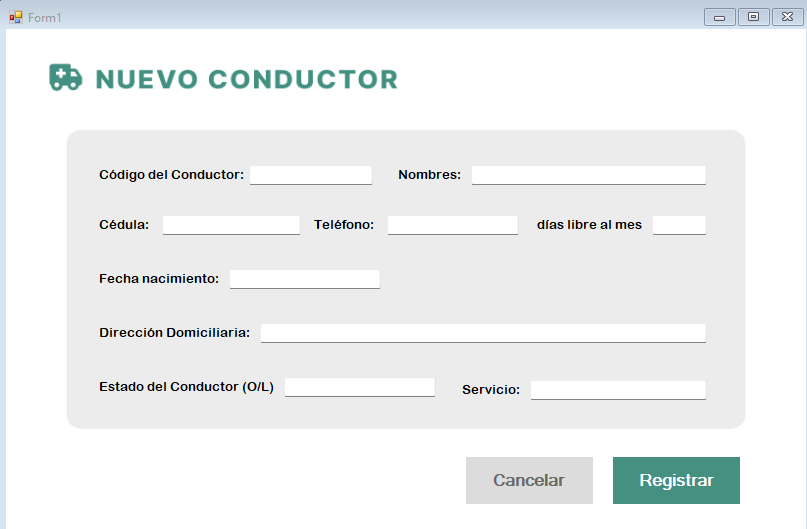 Form1
NUEVO CONDUCTOR
Código del Conductor: Nombres:
Cédula: Teléfono: días libre al mes
Fecha nacimiento:
Dirección Domiciliaria:
Estado del Conductor (O/L) Servicio:
Cancelar Registrar